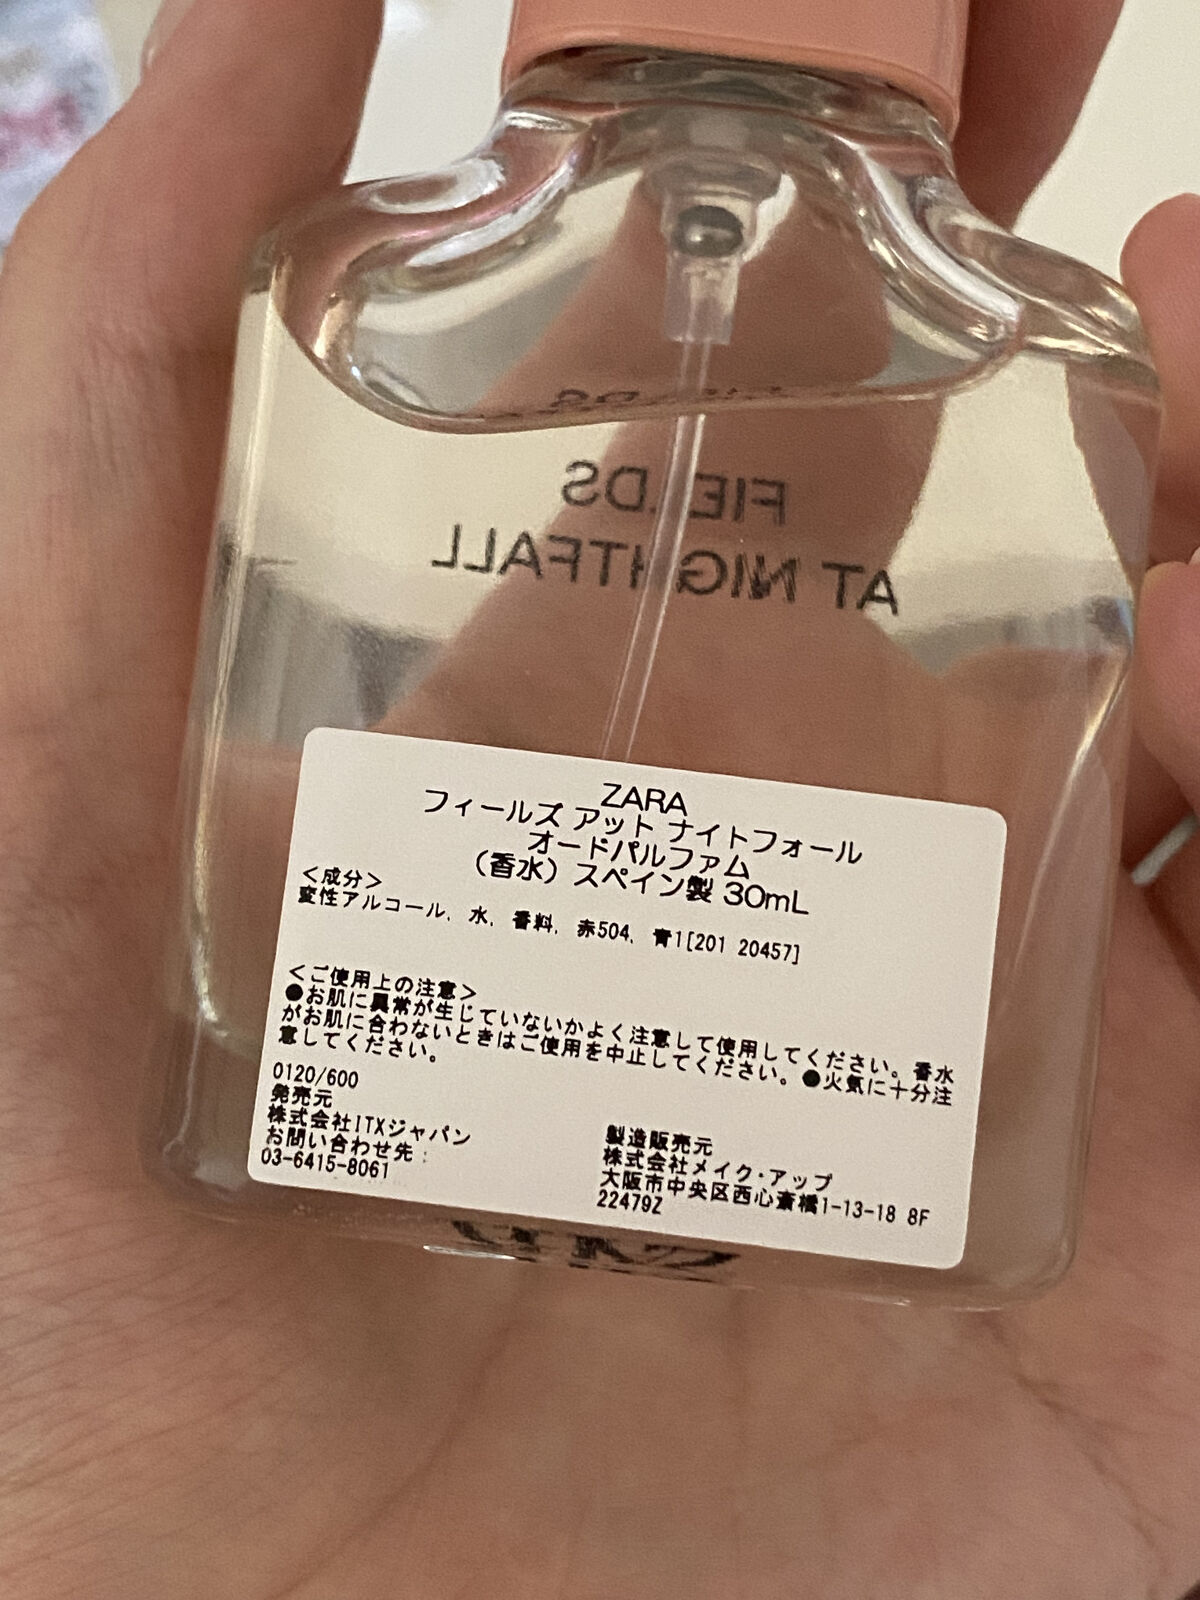 FIELDS
AT NIGHTFALL
ZARA
フィールズ アット ナイトフォール
オードパルファム
（香水）スペイン製 30mL
＜成分＞
変性アルコール, 水, 香料, 赤504, 青1[201 20457]
＜ご使用上の注意＞
●お肌に異常が生じていないかよく注意して使用してください。香水
がお肌に合わないときはご使用を中止してください。●火気に十分注
意してください。
0120/600
発売元
株式会社ITXジャパン
お問い合わせ先：
03-6415-8061
製造販売元
株式会社メイク・アップ
大阪市中央区西心斎橋1-13-18 8F
22479Z